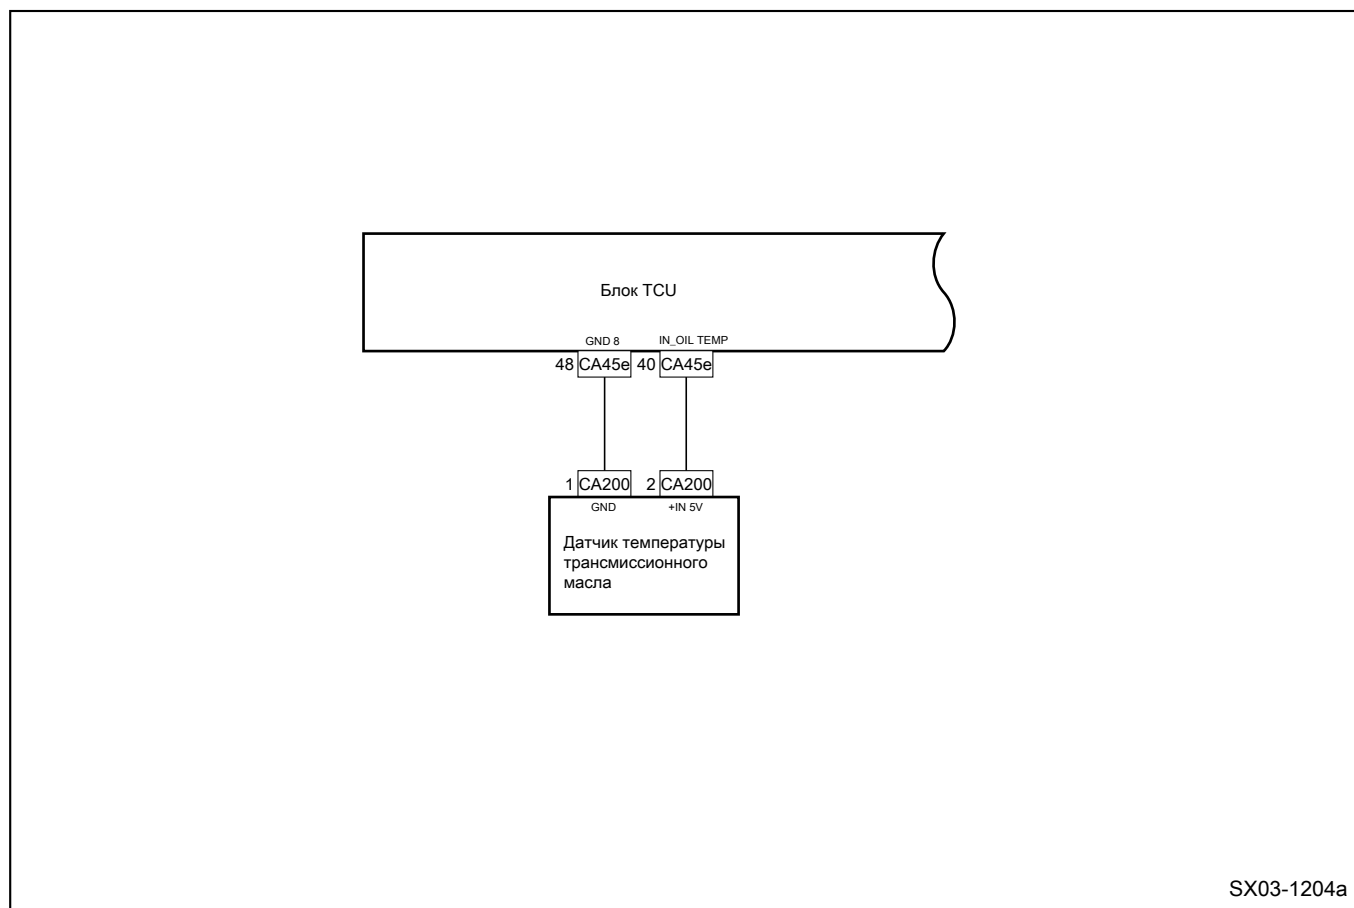 Блок TCU
GND 8 IN_OIL TEMP
48 CA45e 40 CA45e
1 CA200 2 CA200
GND +IN 5V
Датчик температуры
трансмиссионного
масла
SX03-1204a